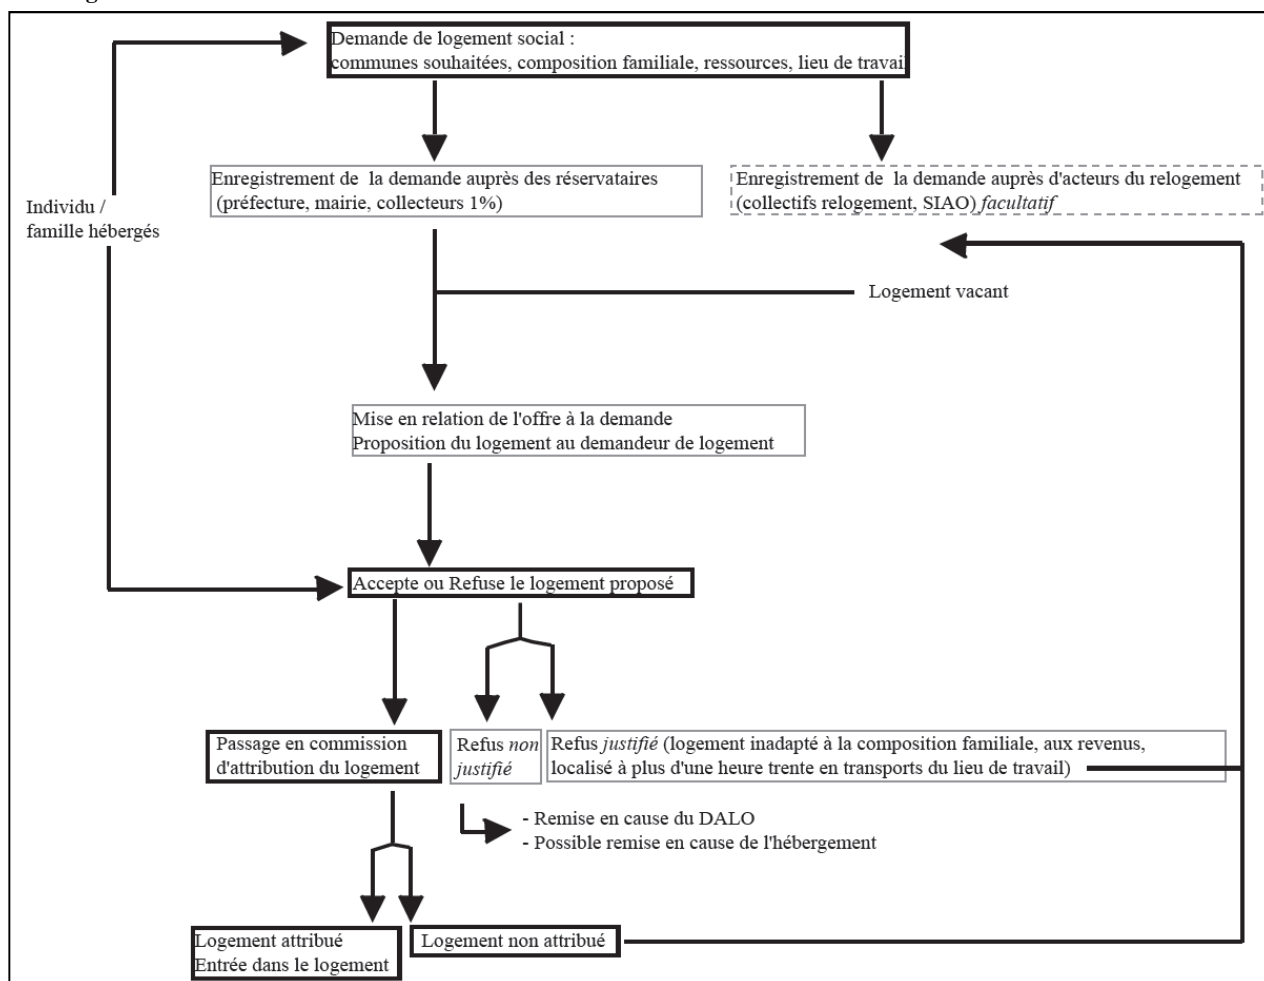 Demande de logement social :
communes souhaitées, composition familiale, ressources, lieu de travail
Enregistrement de la demande auprès des réservataires
(préfecture, mairie, collecteurs 1%)
Enregistrement de la demande auprès d'acteurs du relogement
(collectifs relogement, SIAO) facultatif
Individu /
famille hébergés
Logement vacant
Mise en relation de l'offre à la demande
Proposition du logement au demandeur de logement
Accepte ou Refuse le logement proposé
Passage en commission
d'attribution du logement
Refus non
justifié
Refus justifié (logement inadapté à la composition familiale, aux revenus,
localisé à plus d'une heure trente en transports du lieu de travail)
- Remise en cause du DALO
- Possible remise en cause de l'hébergement
Logement attribué
Entrée dans le logement
Logement non attribué